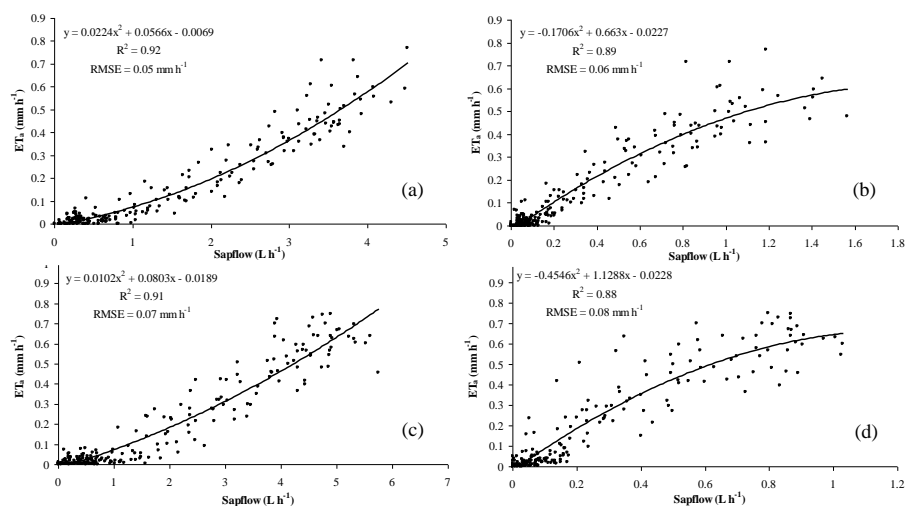 y = 0.0224x² + 0.0566x - 0.0069
R² = 0.92
RMSE = 0.05 mm h⁻¹
(a)
ETₐ (mm h⁻¹)
0.9
0.8
0.7
0.6
0.5
0.4
0.3
0.2
0.1
0
0 1 2 3 4 5
Sapflow (L h⁻¹)
y = -0.1706x² + 0.663x - 0.0227
R² = 0.89
RMSE = 0.06 mm h⁻¹
(b)
ETₐ (mm h⁻¹)
0.9
0.8
0.7
0.6
0.5
0.4
0.3
0.2
0.1
0
0 0.2 0.4 0.6 0.8 1 1.2 1.4 1.6 1.8
Sapflow (L h⁻¹)
y = 0.0102x² + 0.0803x - 0.0189
R² = 0.91
RMSE = 0.07 mm h⁻¹
(c)
ETₐ (mm h⁻¹)
0.9
0.8
0.7
0.6
0.5
0.4
0.3
0.2
0.1
0
0 1 2 3 4 5 6 7
Sapflow (L h⁻¹)
y = -0.4546x² + 1.1288x - 0.0228
R² = 0.88
RMSE = 0.08 mm h⁻¹
(d)
ETₐ (mm h⁻¹)
0.9
0.8
0.7
0.6
0.5
0.4
0.3
0.2
0.1
0
0 0.2 0.4 0.6 0.8 1 1.2
Sapflow (L h⁻¹)